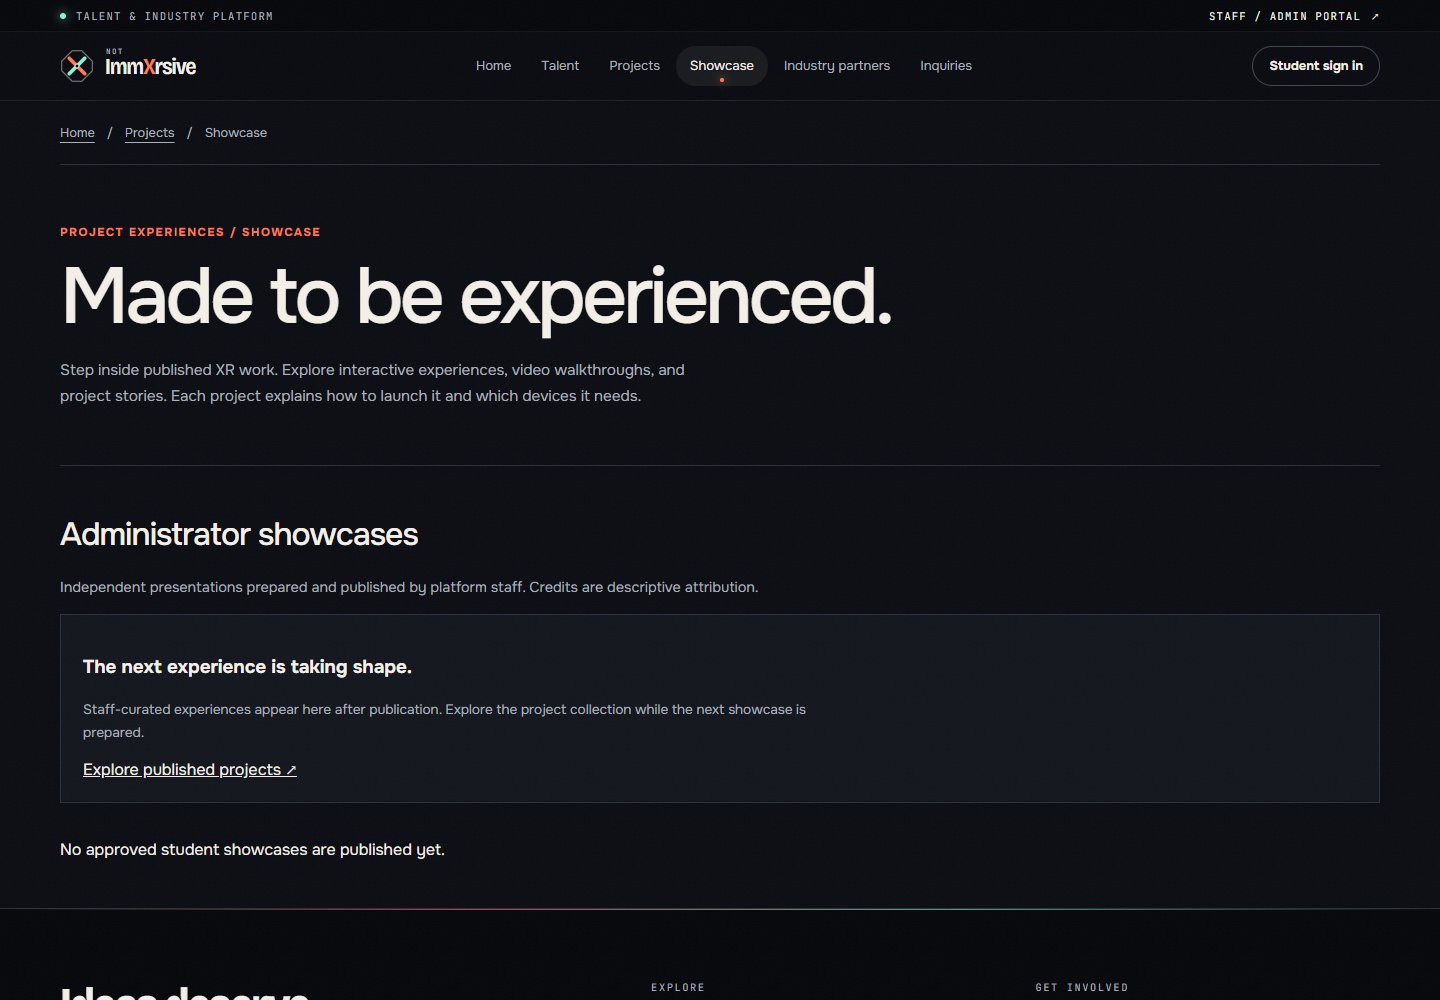 TALENT & INDUSTRY PLATFORM
STAFF / ADMIN PORTAL ↗
NOT
ImmXrsive
Home
Talent
Projects
Showcase
Industry partners
Inquiries
Student sign in
Home / Projects / Showcase
PROJECT EXPERIENCES / SHOWCASE
Made to be experienced.
Step inside published XR work. Explore interactive experiences, video walkthroughs, and
project stories. Each project explains how to launch it and which devices it needs.
Administrator showcases
Independent presentations prepared and published by platform staff. Credits are descriptive attribution.
The next experience is taking shape.
Staff-curated experiences appear here after publication. Explore the project collection while the next showcase is
prepared.
Explore published projects ↗
No approved student showcases are published yet.
Ideas deserve
EXPLORE
GET INVOLVED